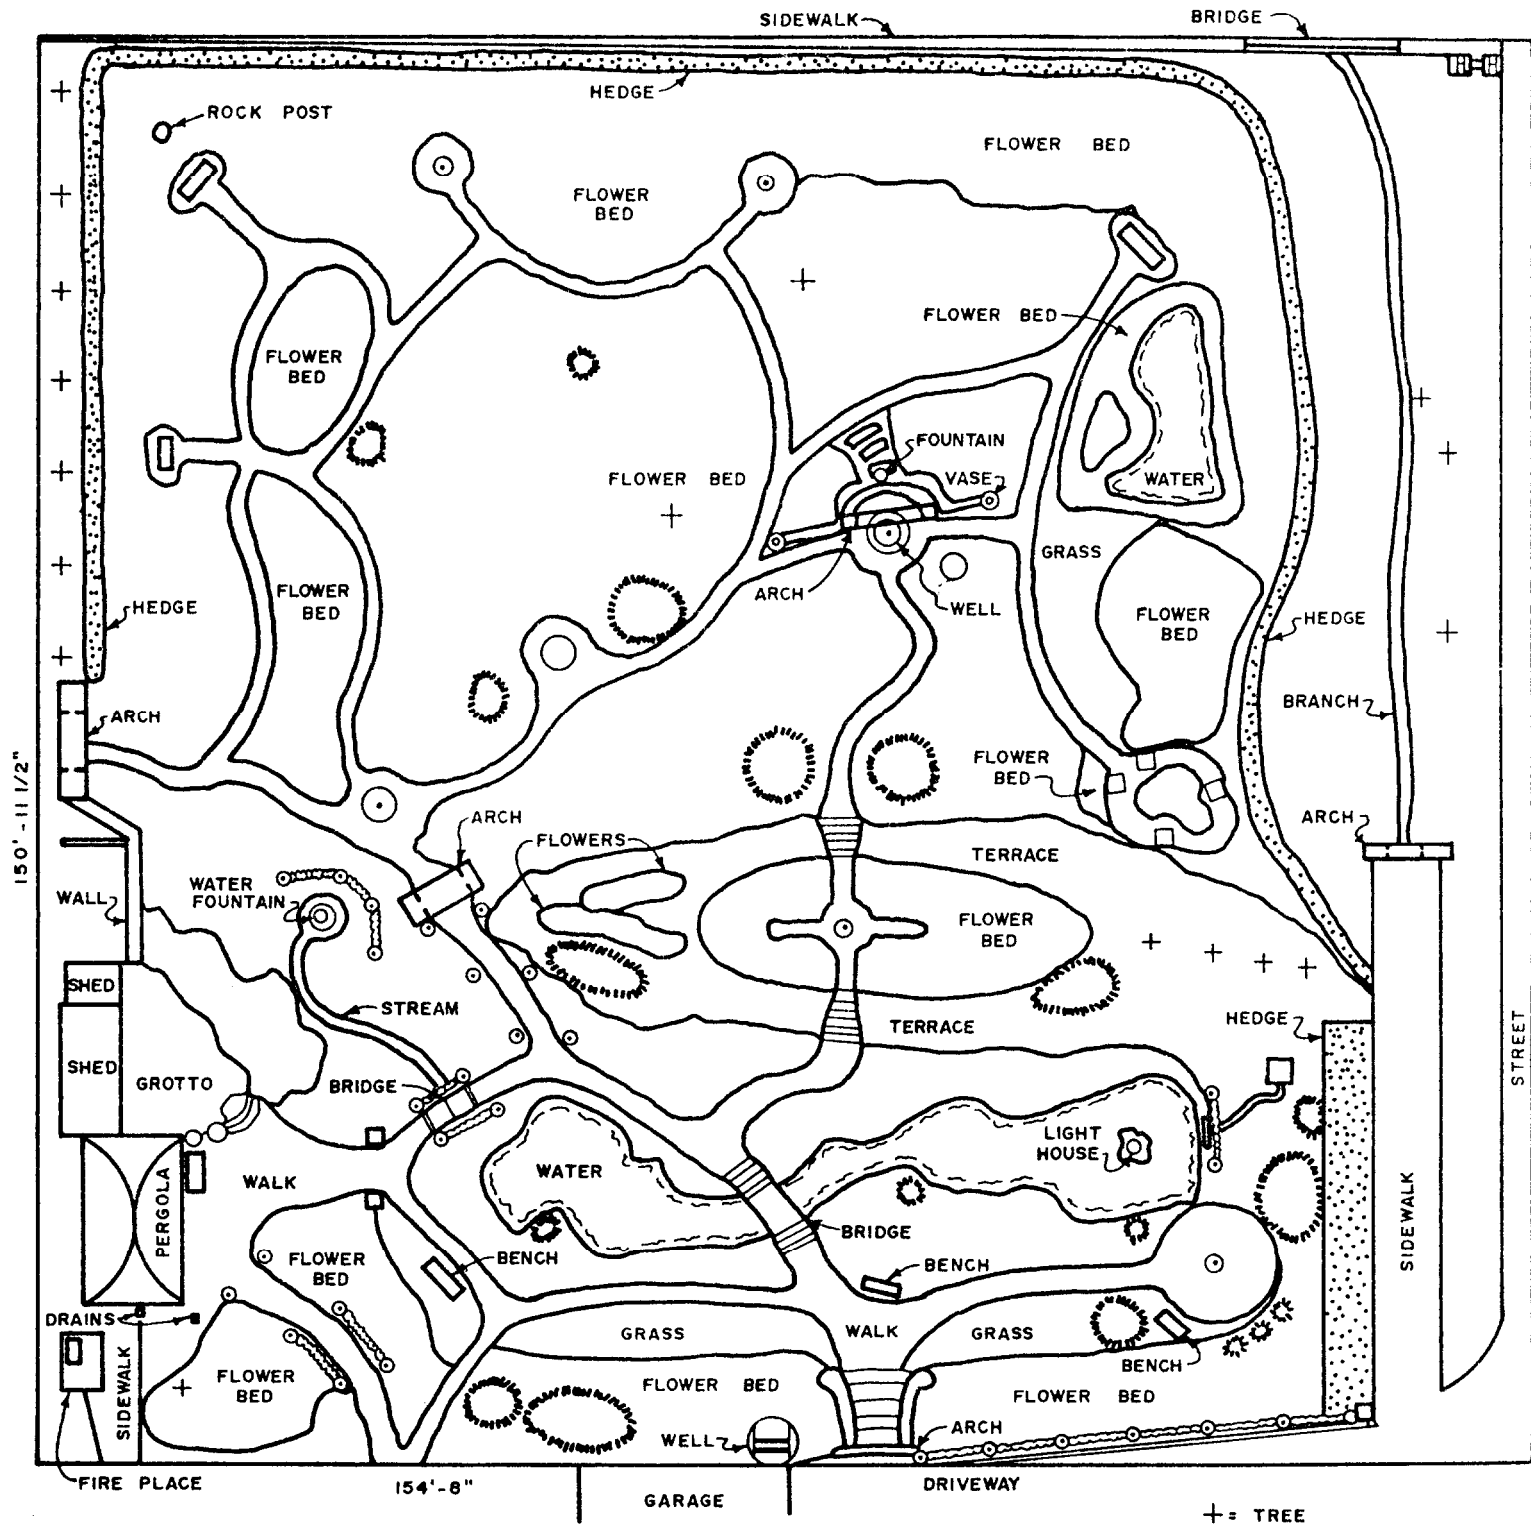 SIDEWALK
BRIDGE
HEDGE
ROCK POST
FLOWER BED
FLOWER
BED
FLOWER BED
FLOWER
BED
FOUNTAIN
FLOWER BED
VASE
WATER
GRASS
FLOWER
BED
ARCH
WELL
HEDGE
FLOWER
BED
HEDGE
BRANCH
ARCH
FLOWER
BED
150'-11 1/2"
ARCH
FLOWERS
ARCH
TERRACE
WATER
FOUNTAIN
WALL
FLOWER
BED
SHED
STREAM
TERRACE
HEDGE
STREET
SHED
GROTTO
BRIDGE
LIGHT
HOUSE
WATER
WALK
PERGOLA
BRIDGE
SIDEWALK
FLOWER
BED
BENCH
BENCH
DRAINS
GRASS
WALK
GRASS
BENCH
SIDEWALK
FLOWER
BED
FLOWER BED
FLOWER BED
WELL
ARCH
FIRE PLACE
154'-8"
GARAGE
DRIVEWAY
+= TREE